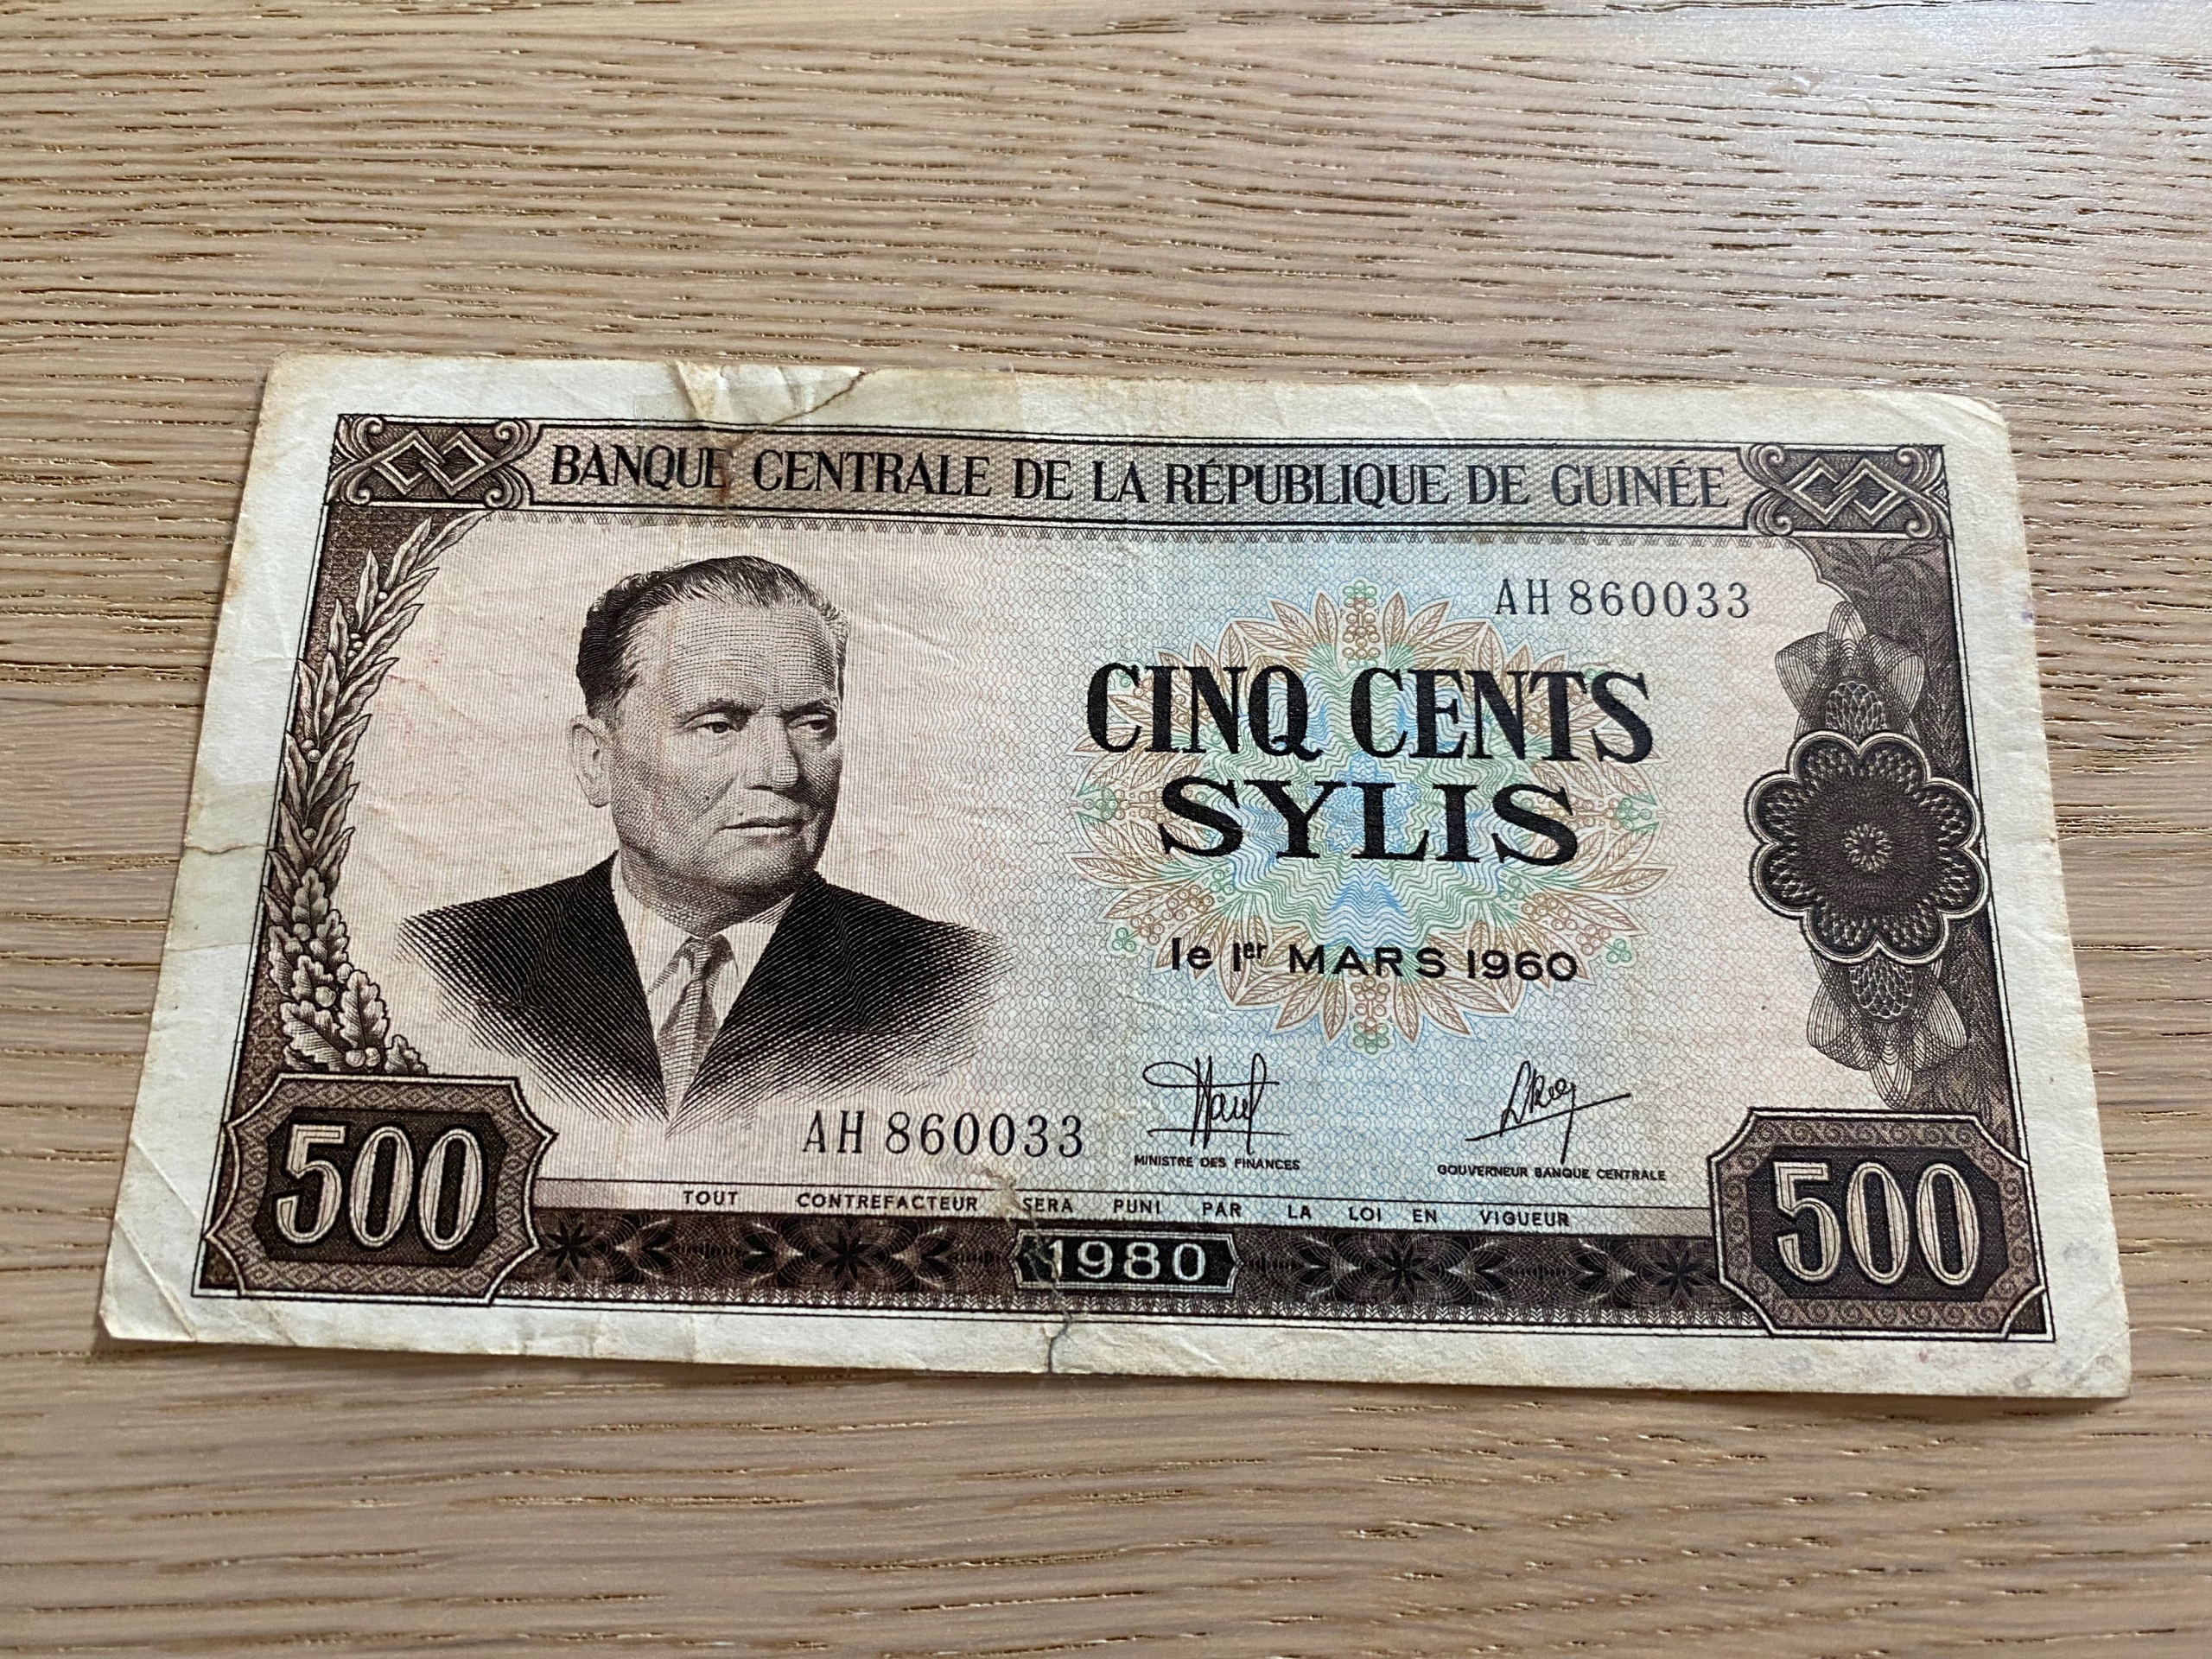 BANQUE CENTRALE DE LA RÉPUBLIQUE DE GUINÉE
AH 860033
CINQ CENTS
SYLIS
le 1er MARS 1960
AH 860033
MINISTRE DES FINANCES
GOUVERNEUR BANQUE CENTRALE
TOUT CONTREFACTEUR SERA PUNI PAR LA LOI EN VIGUEUR
500
1980
500